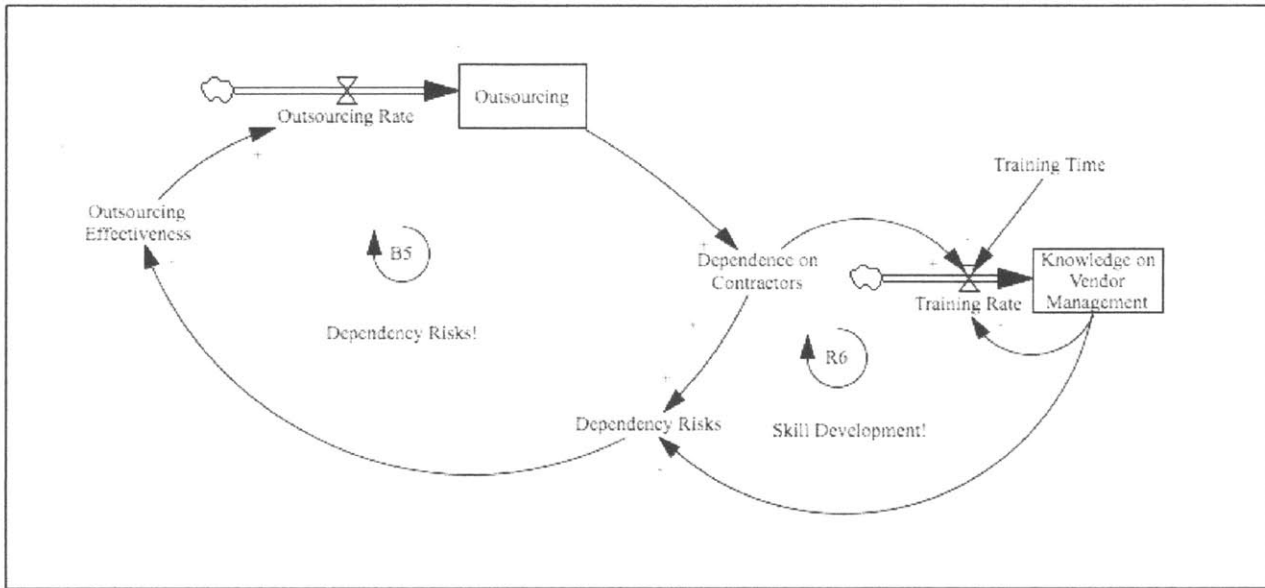 Outsourcing
Outsourcing Rate
+
Training Time
Outsourcing
Effectiveness
-
B5
+
Dependence on
Contractors
+
-
Knowledge on
Vendor
Management
Training Rate
-
Dependency Risks!
R6
+
Dependency Risks
Skill Development!
-